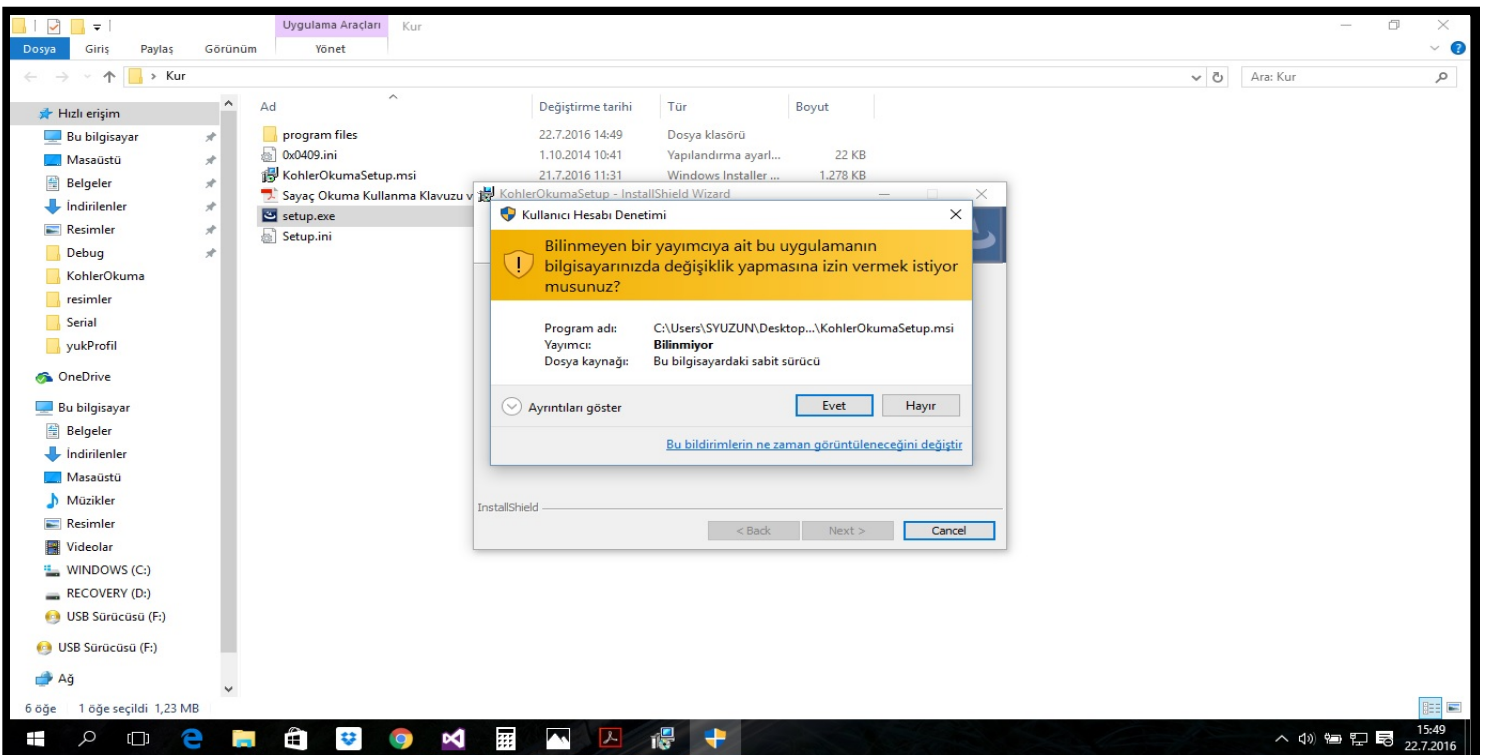 Uygulama Araçları Kur
Dosya Giriş Paylaş Görünüm Yönet
Kur
Ara: Kur
Ad Değiştirme tarihi Tür Boyut
program files 22.7.2016 14:49 Dosya klasörü
0x0409.ini 1.10.2014 10:41 Yapılandırma ayarl... 22 KB
KohlerOkumaSetup.msi 21.7.2016 11:31 Windows Installer ... 1.278 KB
Sayaç Okuma Kullanma Klavuzu v
setup.exe
Setup.ini
Hızlı erişim
Bu bilgisayar
Masaüstü
Belgeler
İndirilenler
Resimler
Debug
KohlerOkuma
resimler
Serial
yukProfil
OneDrive
Bu bilgisayar
Belgeler
İndirilenler
Masaüstü
Müzikler
Resimler
Videolar
WINDOWS (C:)
RECOVERY (D:)
USB Sürücüsü (F:)
USB Sürücüsü (F:)
Ağ
KohlerOkumaSetup - InstallShield Wizard
Kullanıcı Hesabı Denetimi
Bilinmeyen bir yayımcıya ait bu uygulamanın
bilgisayarınızda değişiklik yapmasına izin vermek istiyor
musunuz?
Program adı: C:\Users\SYUZUN\Desktop...\KohlerOkumaSetup.msi
Yayımcı: Bilinmiyor
Dosya kaynağı: Bu bilgisayardaki sabit sürücü
Ayrıntıları göster Evet Hayır
Bu bildirimlerin ne zaman görüntüleneceğini değiştir
InstallShield
< Back Next > Cancel
6 öğe 1 öğe seçildi 1,23 MB
15:49
22.7.2016